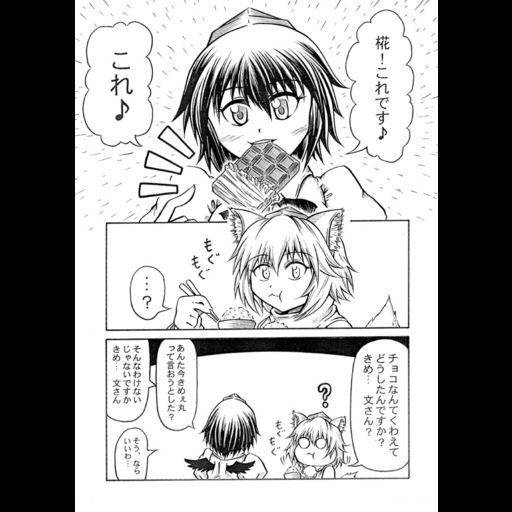 椛!これです♪
これ♪
もぐ
もぐ
…?
チョコなんてくわえて
どうしたんですか?
きめ… 文さん?
?
もぐ
もぐ
あんた今きめぇ丸
って言おうとした?
そんなわけない
じゃないですか
きめ… 文さん
そう、なら
いいわ…